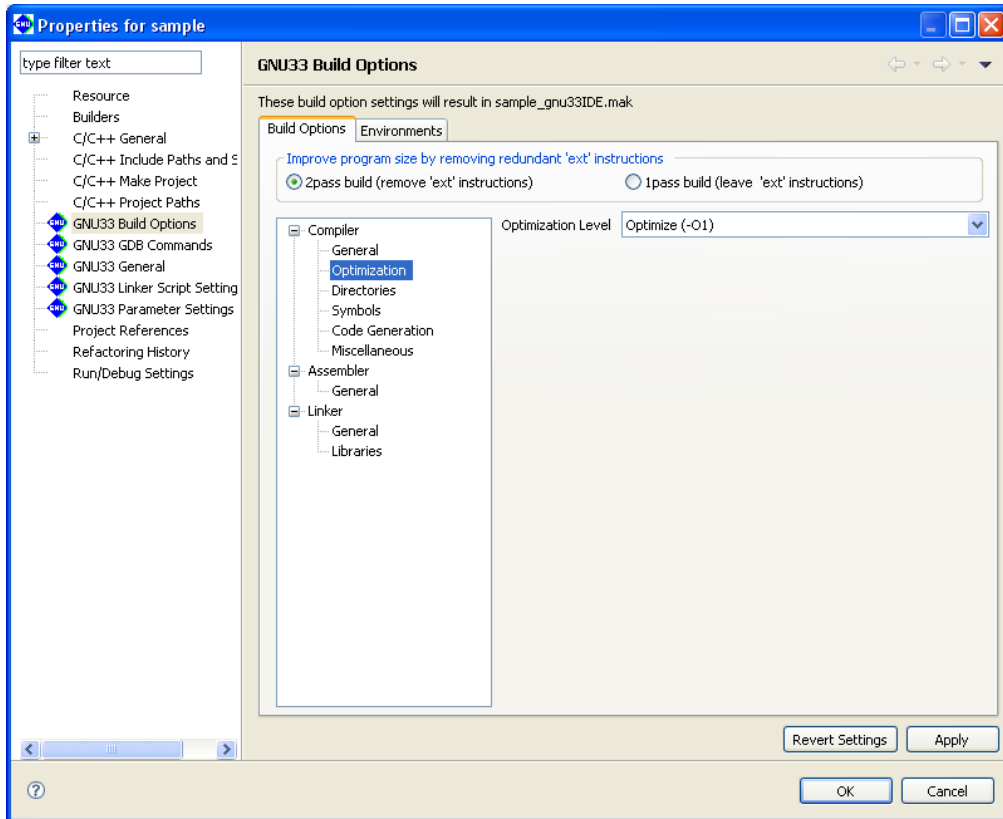 Properties for sample
type filter text
Resource
Builders
C/C++ General
C/C++ Include Paths and S
C/C++ Make Project
C/C++ Project Paths
GNU33 Build Options
GNU33 GDB Commands
GNU33 General
GNU33 Linker Script Setting
GNU33 Parameter Settings
Project References
Refactoring History
Run/Debug Settings
GNU33 Build Options
These build option settings will result in sample_gnu33IDE.mak
Build Options Environments
Improve program size by removing redundant 'ext' instructions
2pass build (remove 'ext' instructions) 1pass build (leave 'ext' instructions)
Compiler
General
Optimization
Directories
Symbols
Code Generation
Miscellaneous
Assembler
General
Linker
General
Libraries
Optimization Level Optimize (-O1)
Revert Settings Apply
OK Cancel